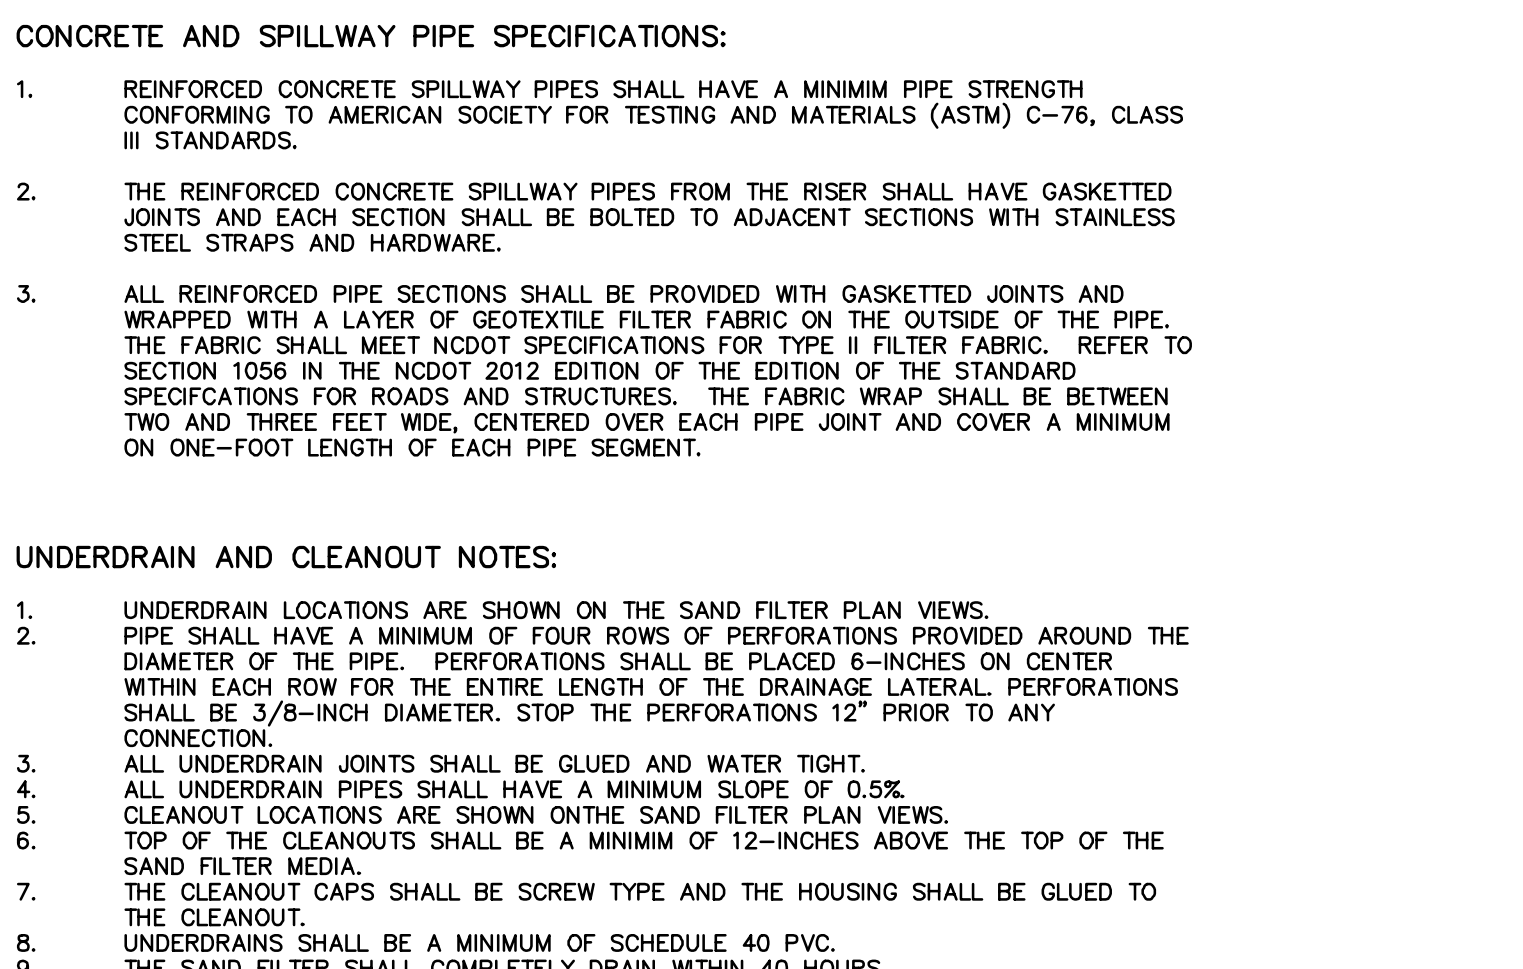 CONCRETE AND SPILLWAY PIPE SPECIFICATIONS:
1. REINFORCED CONCRETE SPILLWAY PIPES SHALL HAVE A MINIMIM PIPE STRENGTH
CONFORMING TO AMERICAN SOCIETY FOR TESTING AND MATERIALS (ASTM) C-76, CLASS
III STANDARDS.
2. THE REINFORCED CONCRETE SPILLWAY PIPES FROM THE RISER SHALL HAVE GASKETTED
JOINTS AND EACH SECTION SHALL BE BOLTED TO ADJACENT SECTIONS WITH STAINLESS
STEEL STRAPS AND HARDWARE.
3. ALL REINFORCED PIPE SECTIONS SHALL BE PROVIDED WITH GASKETTED JOINTS AND
WRAPPED WITH A LAYER OF GEOTEXTILE FILTER FABRIC ON THE OUTSIDE OF THE PIPE.
THE FABRIC SHALL MEET NCDOT SPECIFICATIONS FOR TYPE II FILTER FABRIC. REFER TO
SECTION 1056 IN THE NCDOT 2012 EDITION OF THE EDITION OF THE STANDARD
SPECIFCATIONS FOR ROADS AND STRUCTURES. THE FABRIC WRAP SHALL BE BETWEEN
TWO AND THREE FEET WIDE, CENTERED OVER EACH PIPE JOINT AND COVER A MINIMUM
ON ONE-FOOT LENGTH OF EACH PIPE SEGMENT.
UNDERDRAIN AND CLEANOUT NOTES:
1. UNDERDRAIN LOCATIONS ARE SHOWN ON THE SAND FILTER PLAN VIEWS.
2. PIPE SHALL HAVE A MINIMUM OF FOUR ROWS OF PERFORATIONS PROVIDED AROUND THE
DIAMETER OF THE PIPE. PERFORATIONS SHALL BE PLACED 6-INCHES ON CENTER
WITHIN EACH ROW FOR THE ENTIRE LENGTH OF THE DRAINAGE LATERAL. PERFORATIONS
SHALL BE 3/8-INCH DIAMETER. STOP THE PERFORATIONS 12" PRIOR TO ANY
CONNECTION.
3. ALL UNDERDRAIN JOINTS SHALL BE GLUED AND WATER TIGHT.
4. ALL UNDERDRAIN PIPES SHALL HAVE A MINIMUM SLOPE OF 0.5%.
5. CLEANOUT LOCATIONS ARE SHOWN ONTHE SAND FILTER PLAN VIEWS.
6. TOP OF THE CLEANOUTS SHALL BE A MINIMIM OF 12-INCHES ABOVE THE TOP OF THE
SAND FILTER MEDIA.
7. THE CLEANOUT CAPS SHALL BE SCREW TYPE AND THE HOUSING SHALL BE GLUED TO
THE CLEANOUT.
8. UNDERDRAINS SHALL BE A MINIMUM OF SCHEDULE 40 PVC.
9. THE SAND FILTER SHALL COMPLETELY DRAIN WITHIN 40 HOURS